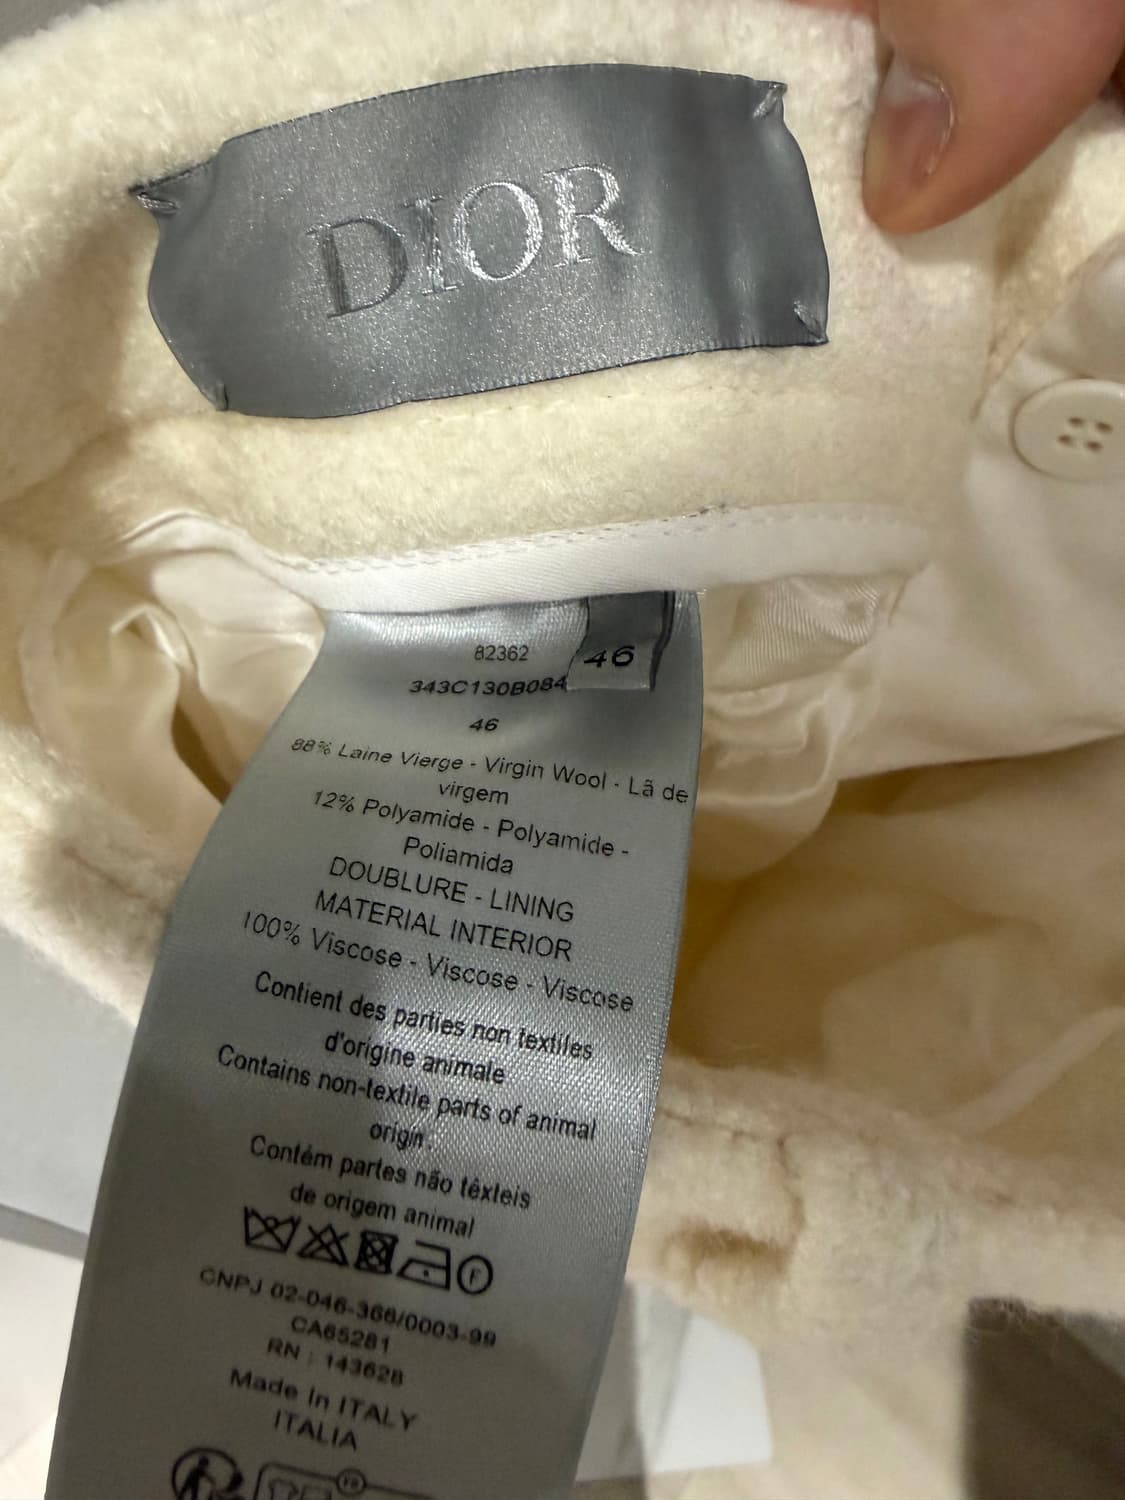 DIOR
82362
46
343C130B084
46
88% Laine Vierge - Virgin Wool - Lã de
virgem
12% Polyamide - Polyamide -
Poliamida
DOUBLURE - LINING
MATERIAL INTERIOR
100% Viscose - Viscose - Viscose
Contient des parties non textiles
d'origine animale
Contains non-textile parts of animal
origin.
Contém partes não têxteis
de origem animal
F
CNPJ 02-046-368/0003-99
CA65281
RN : 143628
Made In ITALY
ITALIA
FR